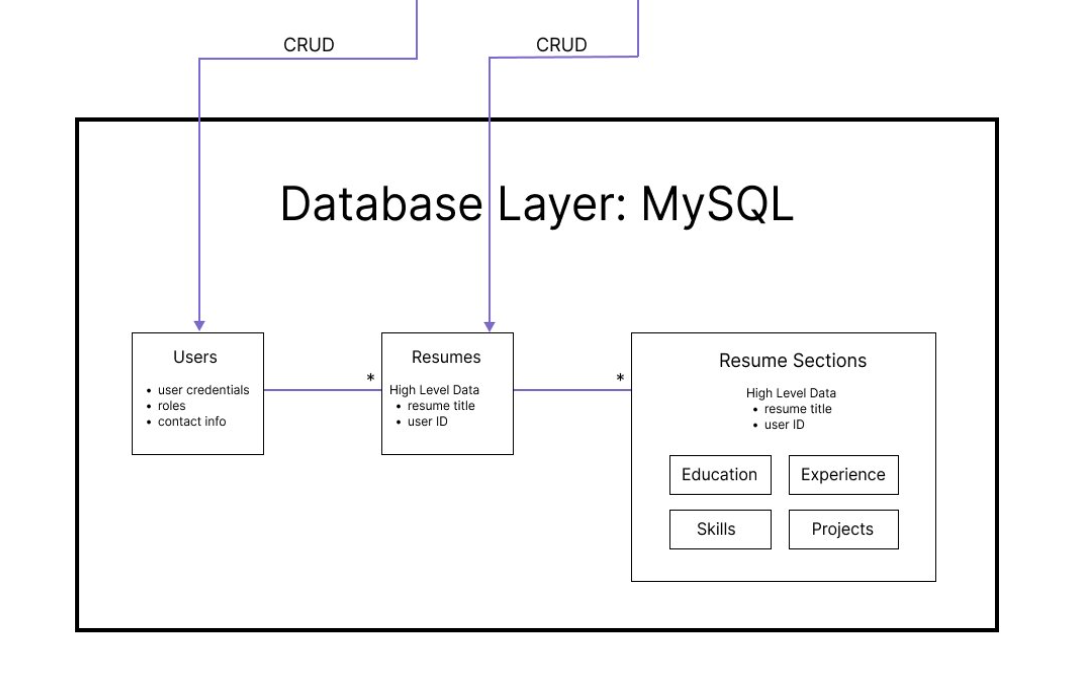 CRUD
CRUD
Database Layer: MySQL
Users
• user credentials
• roles
• contact info
*
Resumes
High Level Data
• resume title
• user ID
*
Resume Sections
High Level Data
• resume title
• user ID
Education
Experience
Skills
Projects